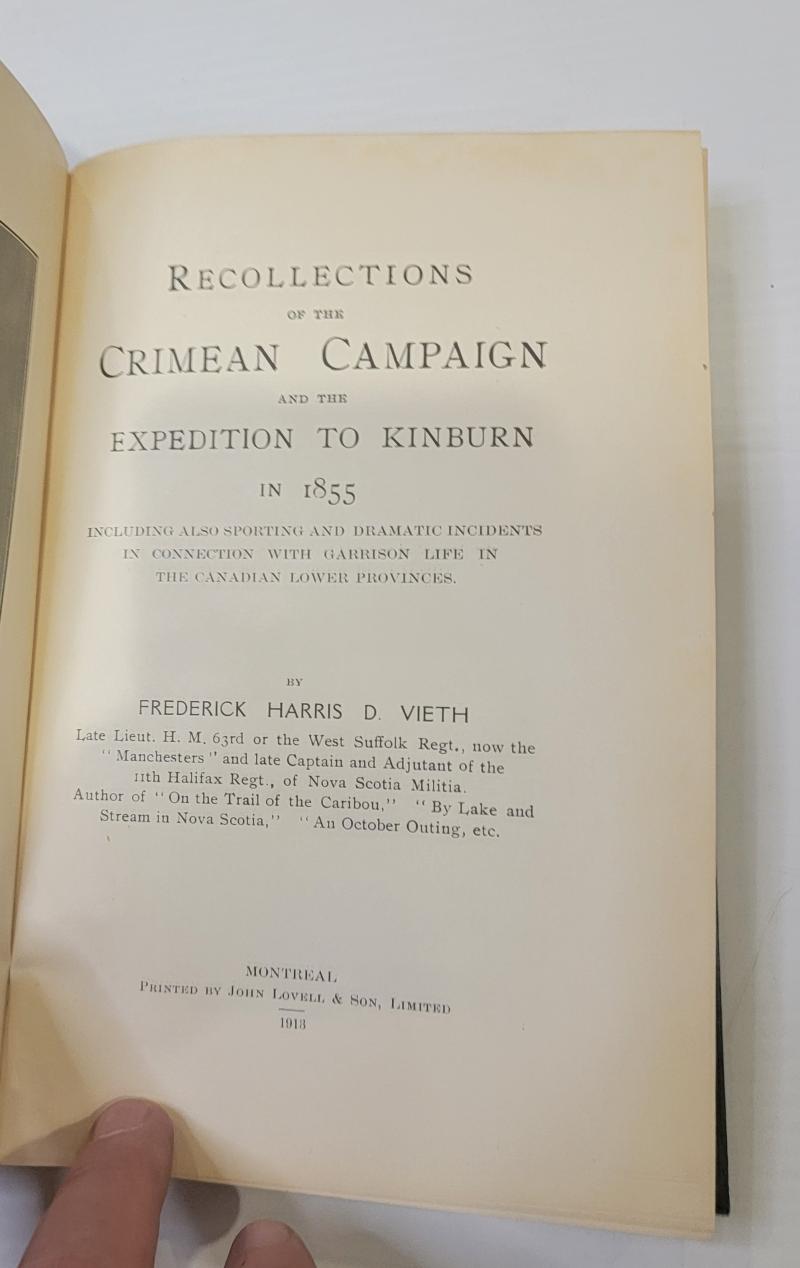 RECOLLECTIONS
OF THE
CRIMEAN CAMPAIGN
AND THE
EXPEDITION TO KINBURN
IN 1855
INCLUDING ALSO SPORTING AND DRAMATIC INCIDENTS
IN CONNECTION WITH GARRISON LIFE IN
THE CANADIAN LOWER PROVINCES.
BY
FREDERICK HARRIS D. VIETH
Late Lieut. H. M. 63rd or the West Suffolk Regt., now the
"Manchesters" and late Captain and Adjutant of the
11th Halifax Regt., of Nova Scotia Militia.
Author of "On the Trail of the Caribou," "By Lake and
Stream in Nova Scotia," "An October Outing, etc.
MONTREAL
PRINTED BY JOHN LOVELL & SON, LIMITED
1913